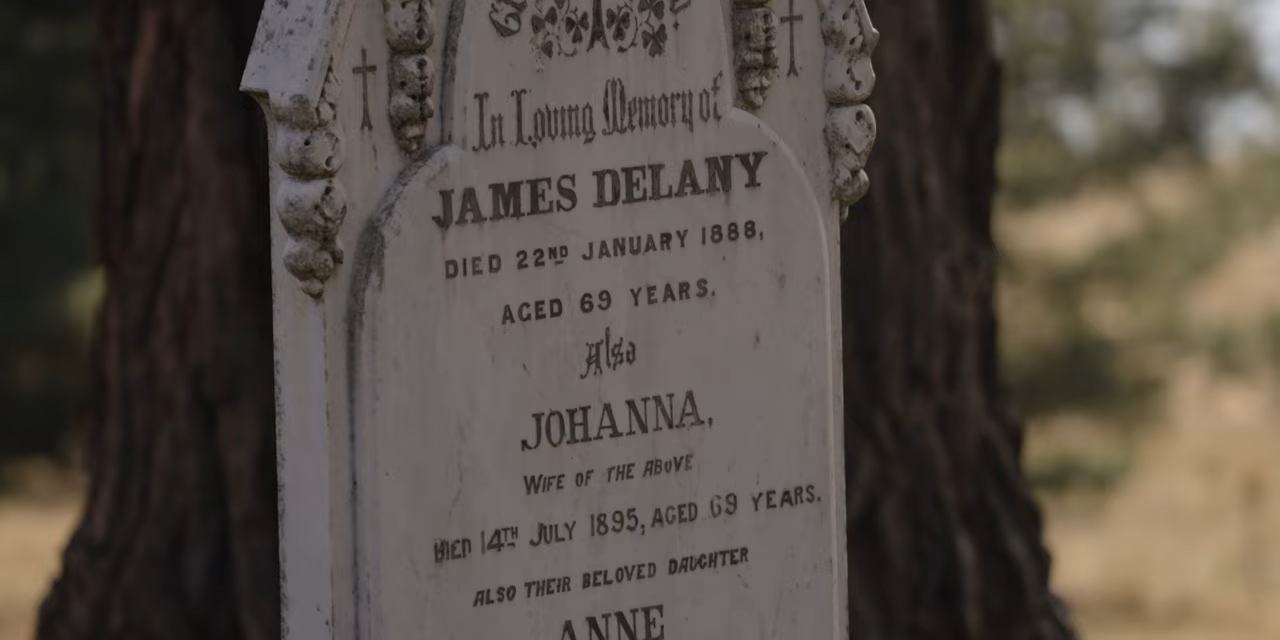 In Loving Memory of
JAMES DELANY
DIED 22ND JANUARY 1888,
AGED 69 YEARS.
Also
JOHANNA,
WIFE OF THE ABOVE
DIED 14TH JULY 1895, AGED 69 YEARS.
ALSO THEIR BELOVED DAUGHTER
ANNE